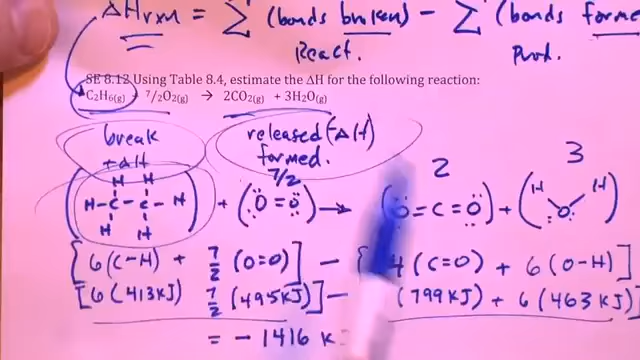 ΔHrxn = Σ (bonds broken) – Σ (bonds forme
React. Prod.
SE 8.12 Using Table 8.4, estimate the ΔH for the following reaction:
C2H6(g) + 7/2O2(g) → 2CO2(g) + 3H2O(g)
break released (-ΔH)
+ΔH formed.
7/2 2 3
H H
H-C-C-H + (Ö=Ö) → (Ö=C=Ö) + (H O H)
H H
[6(C-H) + 7/2 (O=O)] – [4(C=O) + 6(O-H)]
[6(413KJ) 7/2 (495KJ)] – (799KJ) + 6(463KJ)
= -1416 K